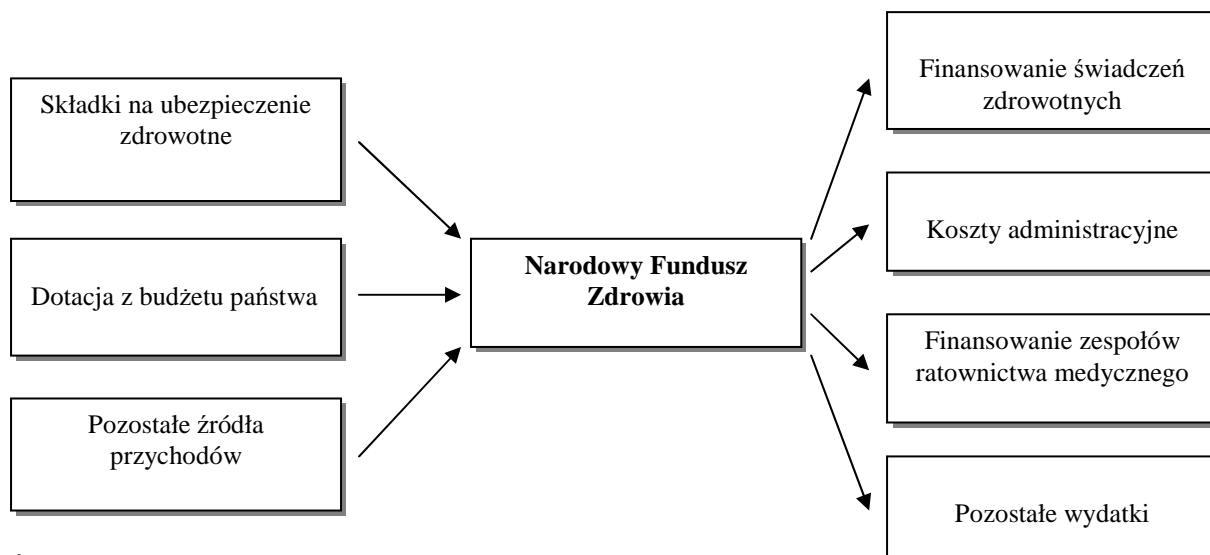 Składki na ubezpieczenie
zdrowotne
Dotacja z budżetu państwa
Pozostałe źródła
przychodów
Narodowy Fundusz
Zdrowia
Finansowanie świadczeń
zdrowotnych
Koszty administracyjne
Finansowanie zespołów
ratownictwa medycznego
Pozostałe wydatki